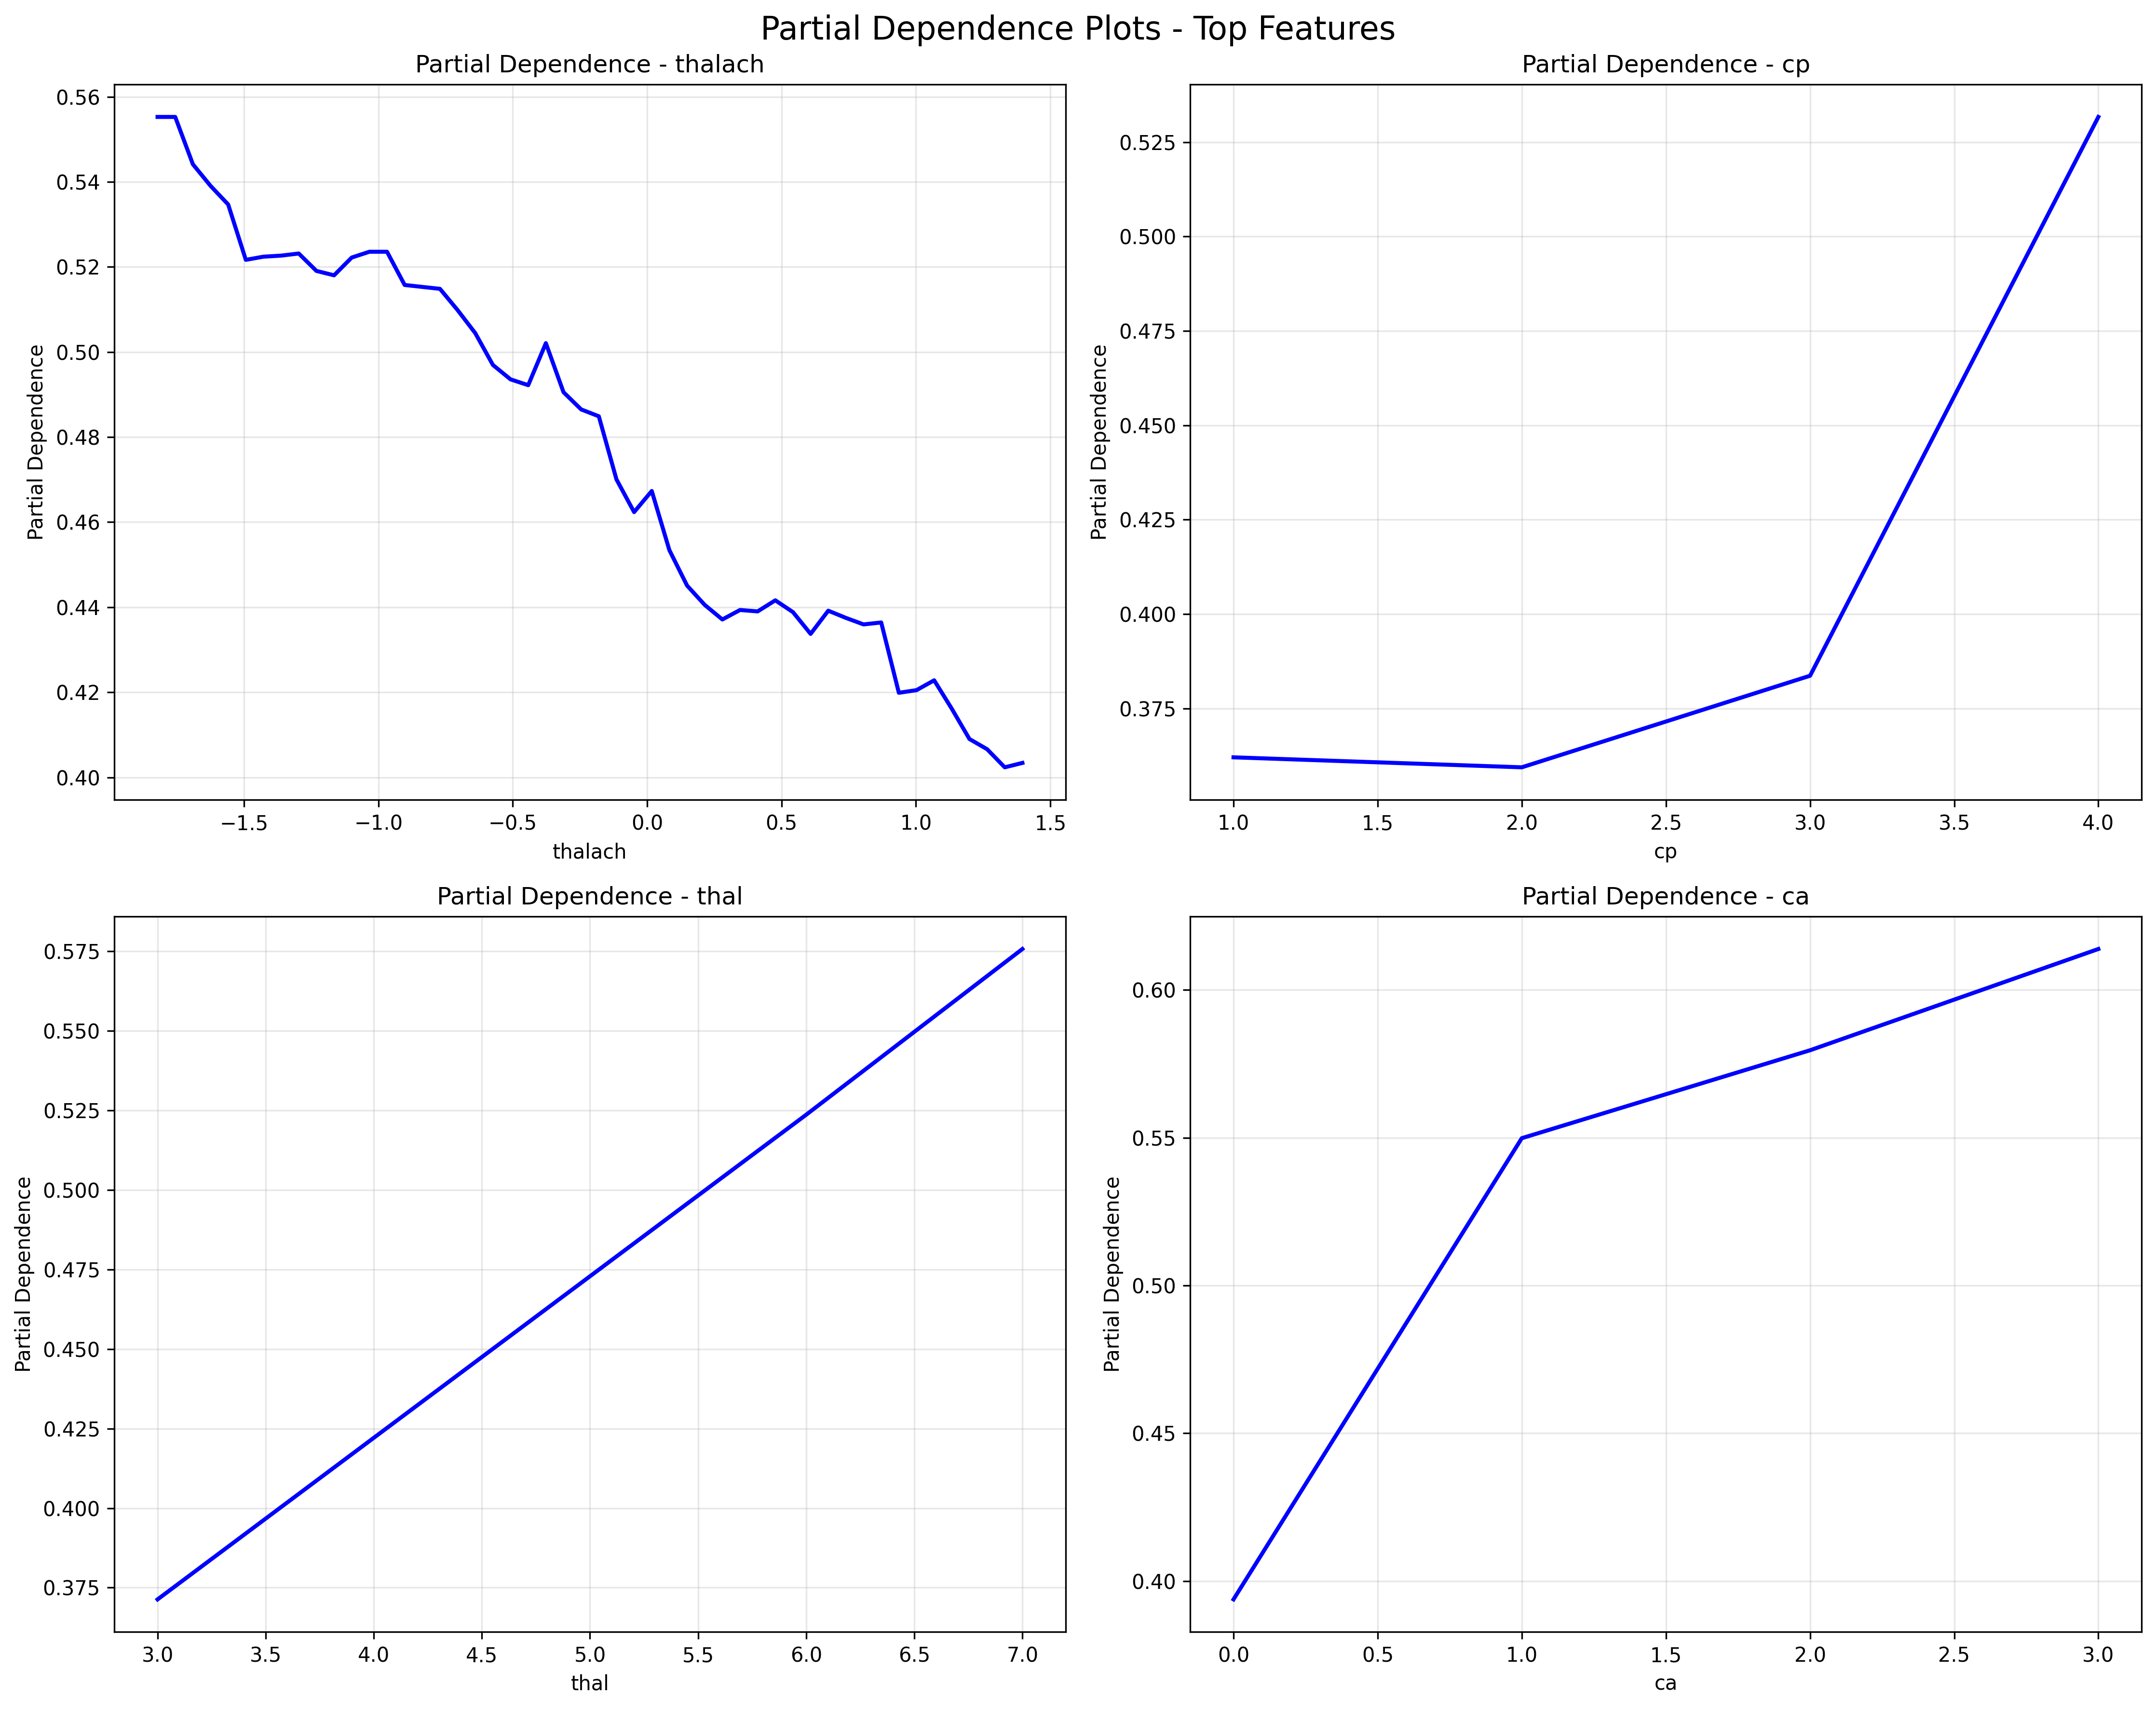 Partial Dependence Plots - Top Features
Partial Dependence - thalach
0.56
0.54
0.52
0.50
0.48
0.46
0.44
0.42
0.40
Partial Dependence
−1.5 −1.0 −0.5 0.0 0.5 1.0 1.5
thalach
Partial Dependence - cp
0.525
0.500
0.475
0.450
0.425
0.400
0.375
Partial Dependence
1.0 1.5 2.0 2.5 3.0 3.5 4.0
cp
Partial Dependence - thal
0.575
0.550
0.525
0.500
0.475
0.450
0.425
0.400
0.375
Partial Dependence
3.0 3.5 4.0 4.5 5.0 5.5 6.0 6.5 7.0
thal
Partial Dependence - ca
0.60
0.55
0.50
0.45
0.40
Partial Dependence
0.0 0.5 1.0 1.5 2.0 2.5 3.0
ca